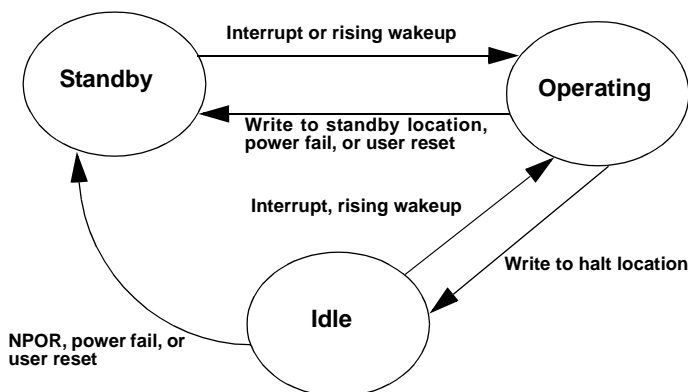 Interrupt or rising wakeup
Standby
Operating
Write to standby location,
power fail, or user reset
Interrupt, rising wakeup
Write to halt location
Idle
NPOR, power fail, or
user reset